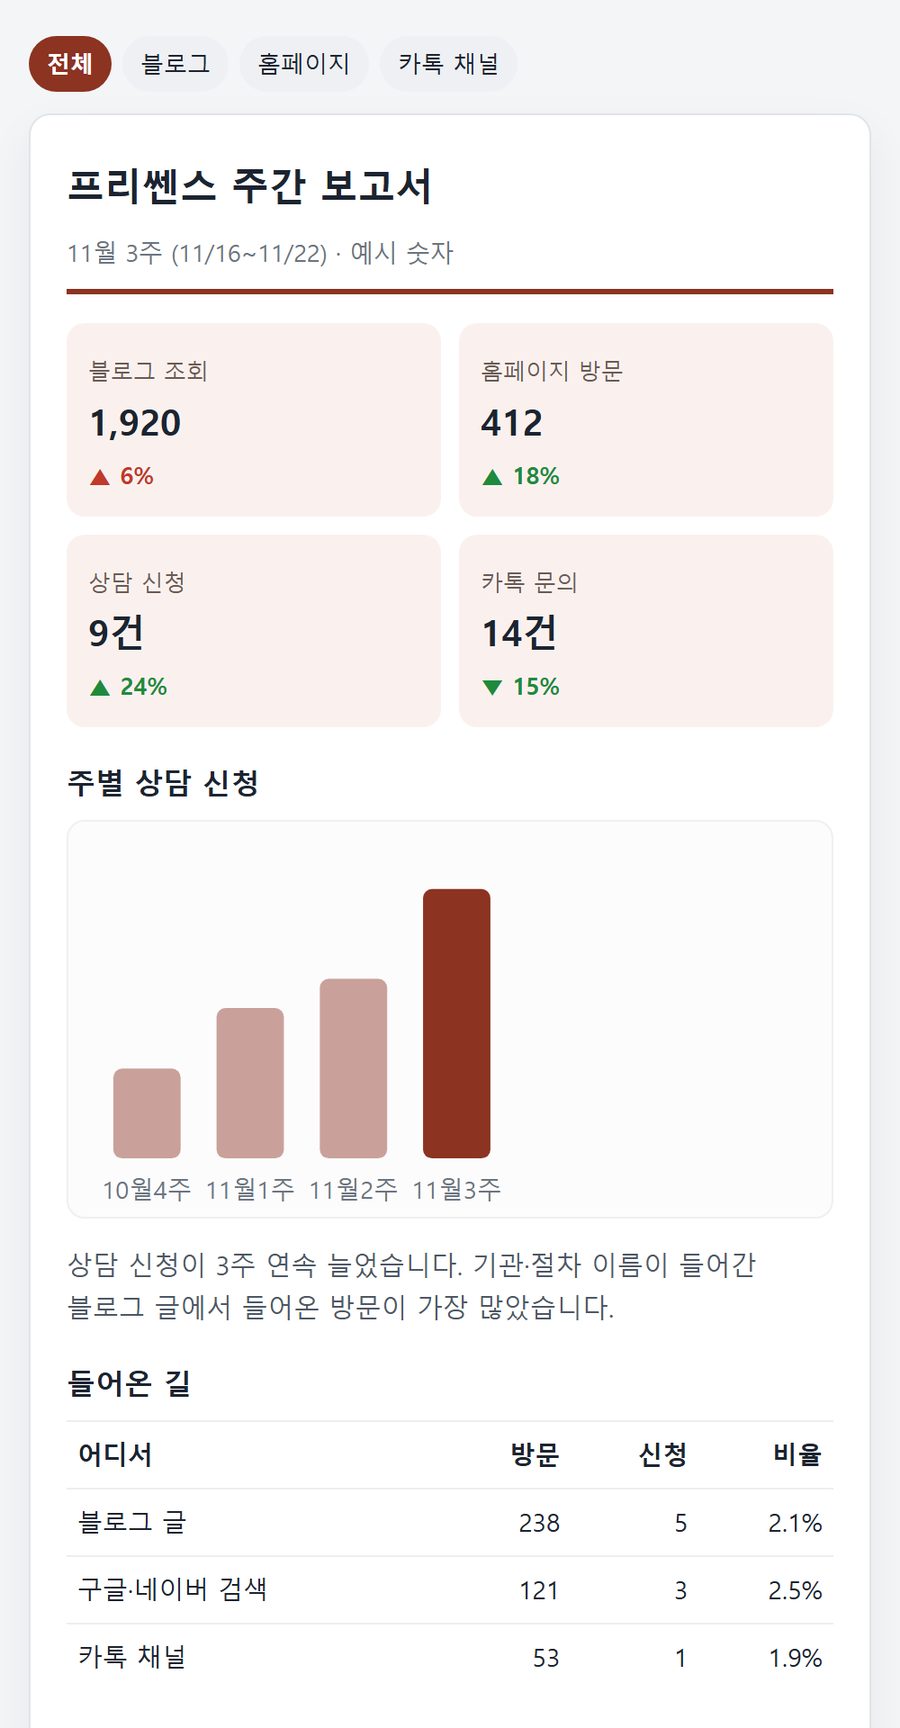 전체 블로그 홈페이지 카톡 채널
프리쎈스 주간 보고서
11월 3주 (11/16~11/22) · 예시 숫자
블로그 조회
1,920
▲ 6%
홈페이지 방문
412
▲ 18%
상담 신청
9건
▲ 24%
카톡 문의
14건
▼ 15%
주별 상담 신청
10월4주 11월1주 11월2주 11월3주
상담 신청이 3주 연속 늘었습니다. 기관·절차 이름이 들어간
블로그 글에서 들어온 방문이 가장 많았습니다.
들어온 길
어디서 방문 신청 비율
블로그 글 238 5 2.1%
구글·네이버 검색 121 3 2.5%
카톡 채널 53 1 1.9%